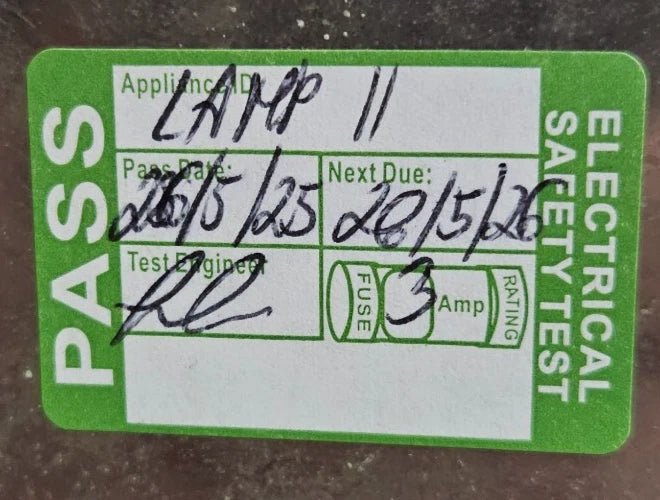 PASS
Appliance ID
LAMP 11
Pass Date:
26/5/25
Next Due:
26/5/26
Test Engineer
FUSE
3
Amp
RATING
ELECTRICAL
SAFETY TEST